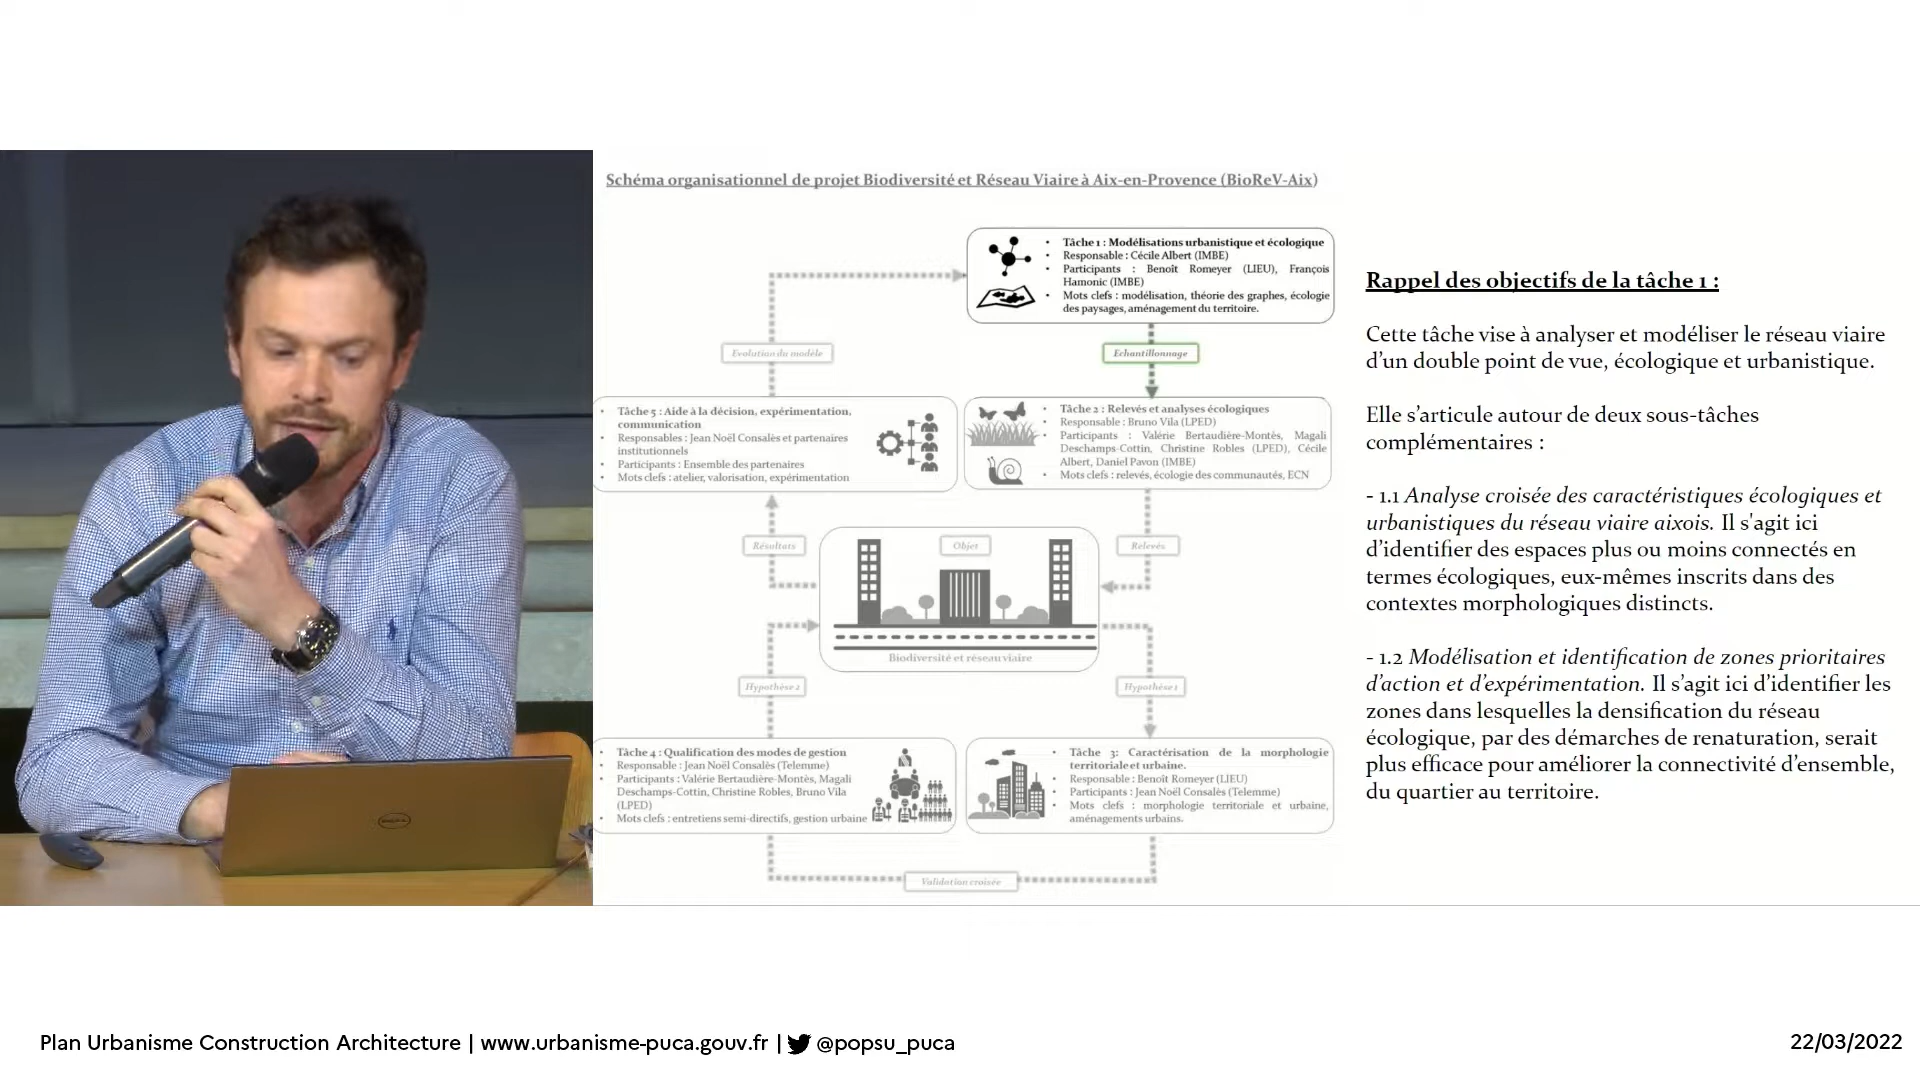 Schéma organisationnel de projet Biodiversité et Réseau Viaire à Aix-en-Provence (BioReV-Aix)
• Tâche 1 : Modélisations urbanistique et écologique
• Responsable : Cécile Albert (IMBE)
• Participants : Benoît Romeyer (LIEU), François
Hamonic (IMBE)
• Mots clefs : modélisation, théorie des graphes, écologie
des paysages, aménagement du territoire.
Evolution du modèle
Echantillonnage
• Tâche 5 : Aide à la décision, expérimentation,
communication
• Responsables : Jean Noël Consalès et partenaires
institutionnels
• Participants : Ensemble des partenaires
• Mots clefs : atelier, valorisation, expérimentation
• Tâche 2 : Relevés et analyses écologiques
• Responsable : Bruno Vila (LPED)
• Participants : Valérie Bertaudière-Montès, Magali
Deschamps-Cottin, Christine Robles (LPED), Cécile
Albert, Daniel Pavon (IMBE)
• Mots clefs : relevés, écologie des communautés, ECN
Résultats
Objet
Relevés
Biodiversité et réseau viaire
Hypothèse 2
Hypothèse 1
• Tâche 4 : Qualification des modes de gestion
• Responsable : Jean Noël Consalès (Telemme)
• Participants : Valérie Bertaudière-Montès, Magali
Deschamps-Cottin, Christine Robles, Bruno Vila
(LPED)
• Mots clefs : entretiens semi-directifs, gestion urbaine
• Tâche 3: Caractérisation de la morphologie
territoriale et urbaine.
• Responsable : Benoît Romeyer (LIEU)
• Participants : Jean Noël Consalès (Telemme)
• Mots clefs : morphologie territoriale et urbaine,
aménagements urbains.
Validation croisée
Rappel des objectifs de la tâche 1 :
Cette tâche vise à analyser et modéliser le réseau viaire
d'un double point de vue, écologique et urbanistique.
Elle s'articule autour de deux sous-tâches
complémentaires :
- 1.1 Analyse croisée des caractéristiques écologiques et
urbanistiques du réseau viaire aixois. Il s'agit ici
d'identifier des espaces plus ou moins connectés en
termes écologiques, eux-mêmes inscrits dans des
contextes morphologiques distincts.
- 1.2 Modélisation et identification de zones prioritaires
d'action et d'expérimentation. Il s'agit ici d'identifier les
zones dans lesquelles la densification du réseau
écologique, par des démarches de renaturation, serait
plus efficace pour améliorer la connectivité d'ensemble,
du quartier au territoire.
DELL
Plan Urbanisme Construction Architecture | www.urbanisme-puca.gouv.fr | @popsu_puca
22/03/2022